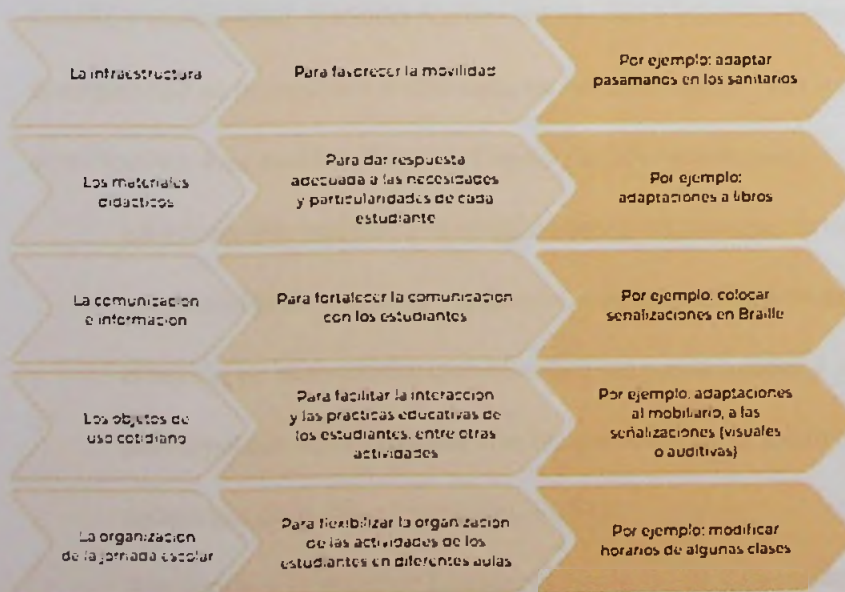 La infraestructura
Para favorecer la movilidad
Por ejemplo: adaptar
pasamanos en los sanitarios
Los materiales
didácticos
Para dar respuesta
adecuada a las necesidades
y particularidades de cada
estudiante
Por ejemplo:
adaptaciones a libros
La comunicación
e información
Para fortalecer la comunicación
con los estudiantes
Por ejemplo: colocar
señalizaciones en Braille
Los objetos de
uso cotidiano
Para facilitar la interacción
y las prácticas educativas de
los estudiantes, entre otras
actividades
Por ejemplo: adaptaciones
al mobiliario, a las
señalizaciones (visuales
o auditivas)
La organización
de la jornada escolar
Para flexibilizar la organización
de las actividades de los
estudiantes en diferentes aulas
Por ejemplo: modificar
horarios de algunas clases